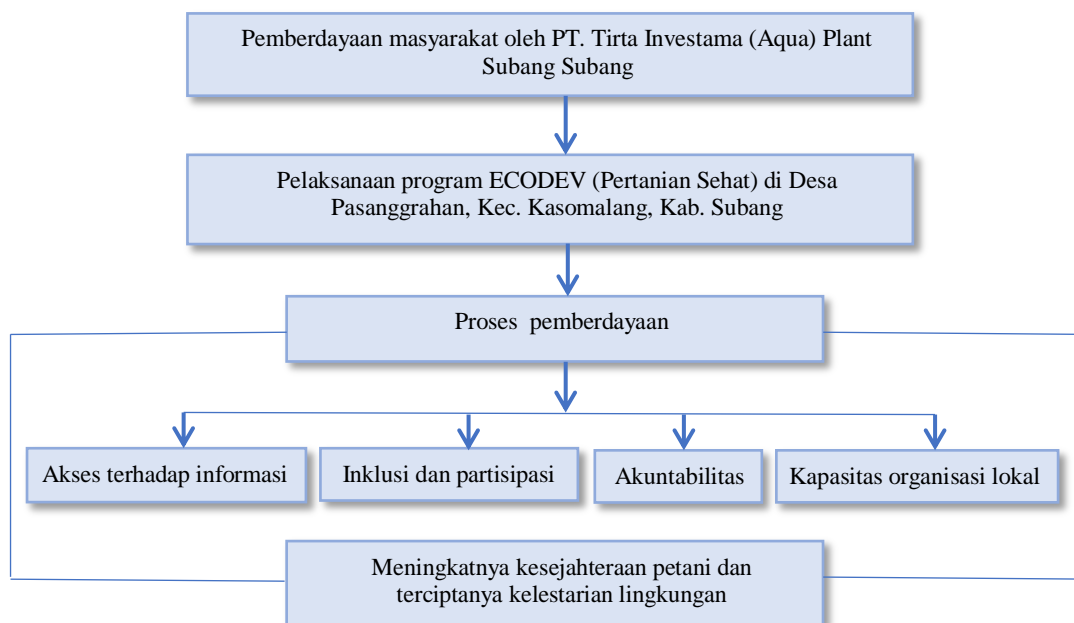 Pemberdayaan masyarakat oleh PT. Tirta Investama (Aqua) Plant
Subang Subang
Pelaksanaan program ECODEV (Pertanian Sehat) di Desa
Pasanggrahan, Kec. Kasomalang, Kab. Subang
Proses pemberdayaan
Akses terhadap informasi
Inklusi dan partisipasi
Akuntabilitas
Kapasitas organisasi lokal
Meningkatnya kesejahteraan petani dan
terciptanya kelestarian lingkungan